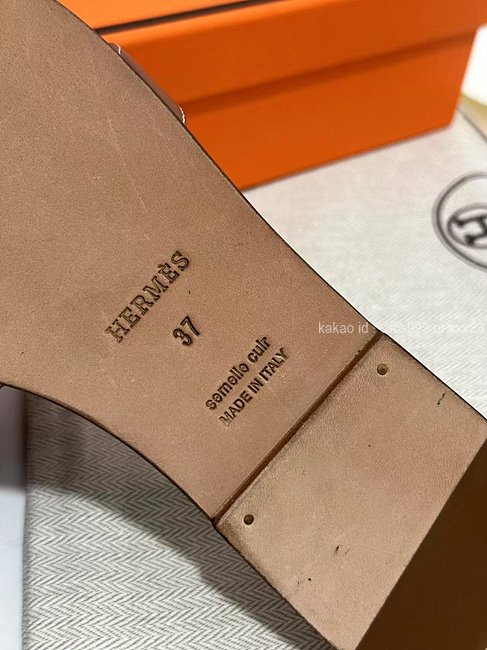 HERMÈS
37
semelle cuir
MADE IN ITALY
kakao id :